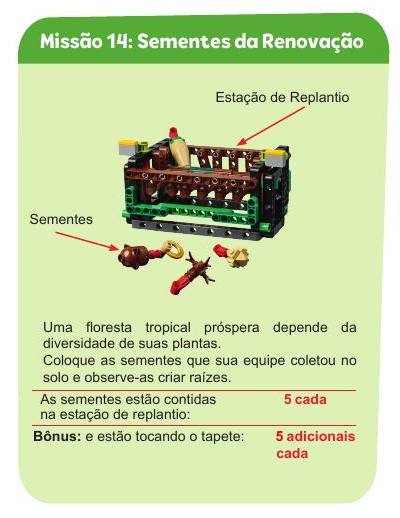 Missão 14: Sementes da Renovação
Estação de Replantio
Sementes
Uma floresta tropical próspera depende da
diversidade de suas plantas.
Coloque as sementes que sua equipe coletou no
solo e observe-as criar raízes.
As sementes estão contidas 5 cada
na estação de replantio:
Bônus: e estão tocando o tapete: 5 adicionais
cada